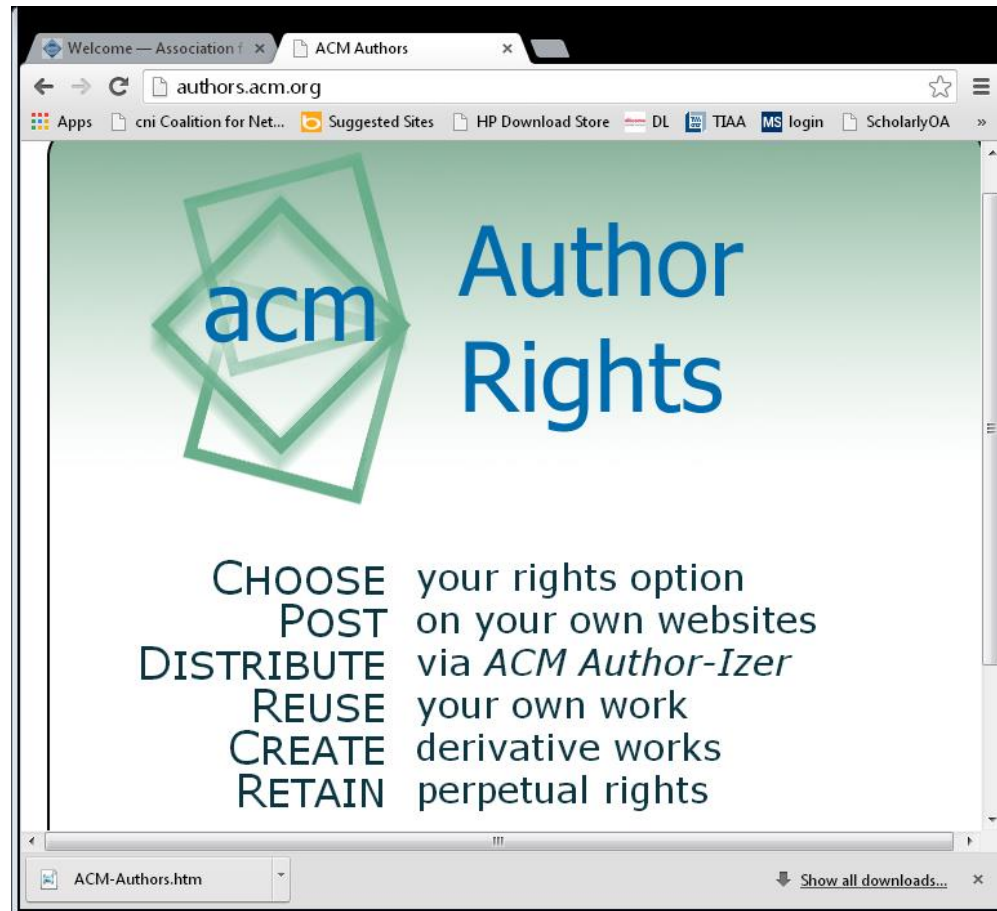 Welcome — Association f
ACM Authors
authors.acm.org
Apps cni Coalition for Net... Suggested Sites HP Download Store DL TIAA MS login ScholarlyOA »
acm
Author
Rights
CHOOSE your rights option
POST on your own websites
DISTRIBUTE via ACM Author-Izer
REUSE your own work
CREATE derivative works
RETAIN perpetual rights
ACM-Authors.htm Show all downloads...